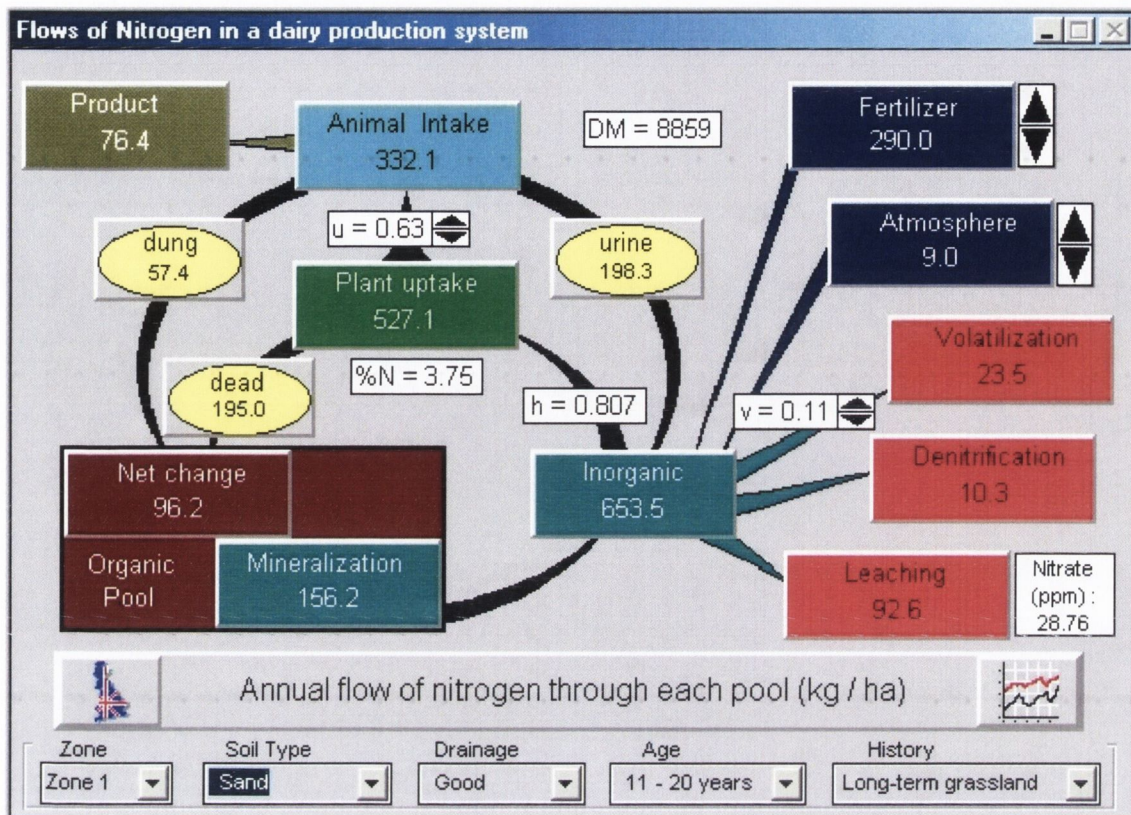 Flows of Nitrogen in a dairy production system
Product
76.4
Animal Intake
332.1
DM = 8859
Fertilizer
290.0
u = 0.63
Atmosphere
9.0
dung
57.4
urine
198.3
Plant uptake
527.1
Volatilization
23.5
%N = 3.75
dead
195.0
h = 0.807
v = 0.11
Net change
96.2
Inorganic
653.5
Denitrification
10.3
Organic
Pool
Mineralization
156.2
Leaching
92.6
Nitrate
(ppm) :
28.76
Annual flow of nitrogen through each pool (kg / ha)
Zone
Soil Type
Drainage
Age
History
Zone 1
Sand
Good
11 - 20 years
Long-term grassland